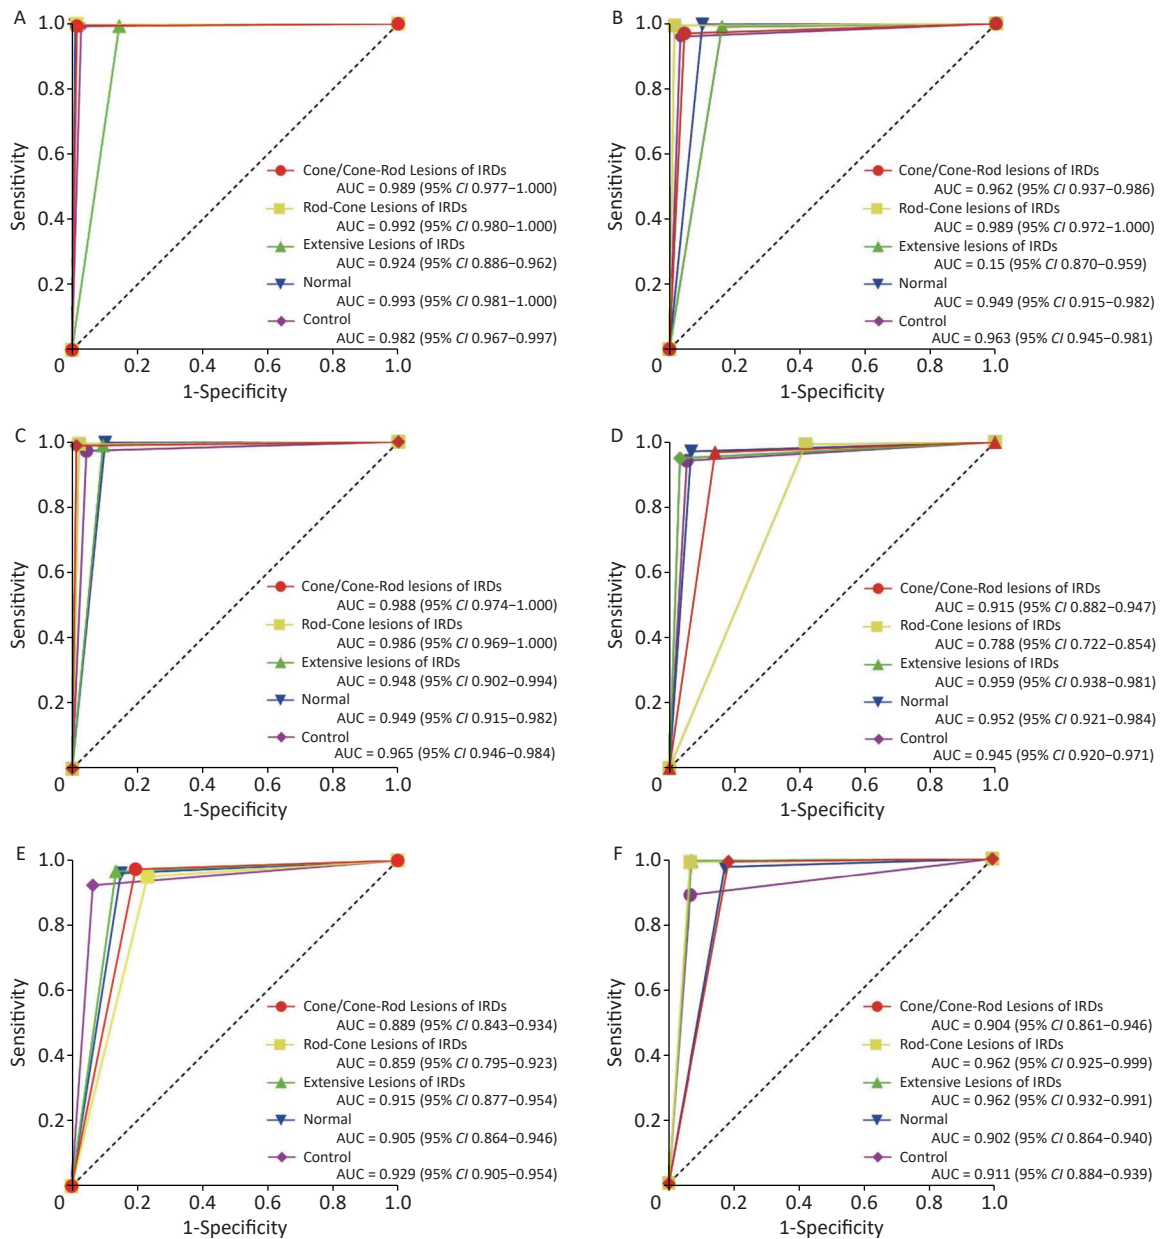 A
1.0
0.8
0.6
0.4
0.2
Sensitivity
Cone/Cone-Rod Lesions of IRDs
AUC = 0.989 (95% CI 0.977–1.000)
Rod-Cone Lesions of IRDs
AUC = 0.992 (95% CI 0.980–1.000)
Extensive Lesions of IRDs
AUC = 0.924 (95% CI 0.886–0.962)
Normal
AUC = 0.993 (95% CI 0.981–1.000)
Control
AUC = 0.982 (95% CI 0.967–0.997)
0 0.2 0.4 0.6 0.8 1.0
1-Specificity
B
1.0
0.8
0.6
0.4
0.2
Sensitivity
Cone/Cone-Rod lesions of IRDs
AUC = 0.962 (95% CI 0.937–0.986)
Rod-Cone lesions of IRDs
AUC = 0.989 (95% CI 0.972–1.000)
Extensive lesions of IRDs
AUC = 0.15 (95% CI 0.870–0.959)
Normal
AUC = 0.949 (95% CI 0.915–0.982)
Control
AUC = 0.963 (95% CI 0.945–0.981)
0 0.2 0.4 0.6 0.8 1.0
1-Specificity
C
1.0
0.8
0.6
0.4
0.2
Sensitivity
Cone/Cone-Rod lesions of IRDs
AUC = 0.988 (95% CI 0.974–1.000)
Rod-Cone lesions of IRDs
AUC = 0.986 (95% CI 0.969–1.000)
Extensive lesions of IRDs
AUC = 0.948 (95% CI 0.902–0.994)
Normal
AUC = 0.949 (95% CI 0.915–0.982)
Control
AUC = 0.965 (95% CI 0.946–0.984)
0 0.2 0.4 0.6 0.8 1.0
1-Specificity
D
1.0
0.8
0.6
0.4
0.2
Sensitivity
Cone/Cone-Rod lesions of IRDs
AUC = 0.915 (95% CI 0.882–0.947)
Rod-Cone lesions of IRDs
AUC = 0.788 (95% CI 0.722–0.854)
Extensive lesions of IRDs
AUC = 0.959 (95% CI 0.938–0.981)
Normal
AUC = 0.952 (95% CI 0.921–0.984)
Control
AUC = 0.945 (95% CI 0.920–0.971)
0 0.2 0.4 0.6 0.8 1.0
1-Specificity
E
1.0
0.8
0.6
0.4
0.2
Sensitivity
Cone/Cone-Rod Lesions of IRDs
AUC = 0.889 (95% CI 0.843–0.934)
Rod-Cone Lesions of IRDs
AUC = 0.859 (95% CI 0.795–0.923)
Extensive Lesions of IRDs
AUC = 0.915 (95% CI 0.877–0.954)
Normal
AUC = 0.905 (95% CI 0.864–0.946)
Control
AUC = 0.929 (95% CI 0.905–0.954)
0 0.2 0.4 0.6 0.8 1.0
1-Specificity
F
1.0
0.8
0.6
0.4
0.2
Sensitivity
Cone/Cone-Rod Lesions of IRDs
AUC = 0.904 (95% CI 0.861–0.946)
Rod-Cone Lesions of IRDs
AUC = 0.962 (95% CI 0.925–0.999)
Extensive Lesions of IRDs
AUC = 0.962 (95% CI 0.932–0.991)
Normal
AUC = 0.902 (95% CI 0.864–0.940)
Control
AUC = 0.911 (95% CI 0.884–0.939)
0 0.2 0.4 0.6 0.8 1.0
1-Specificity